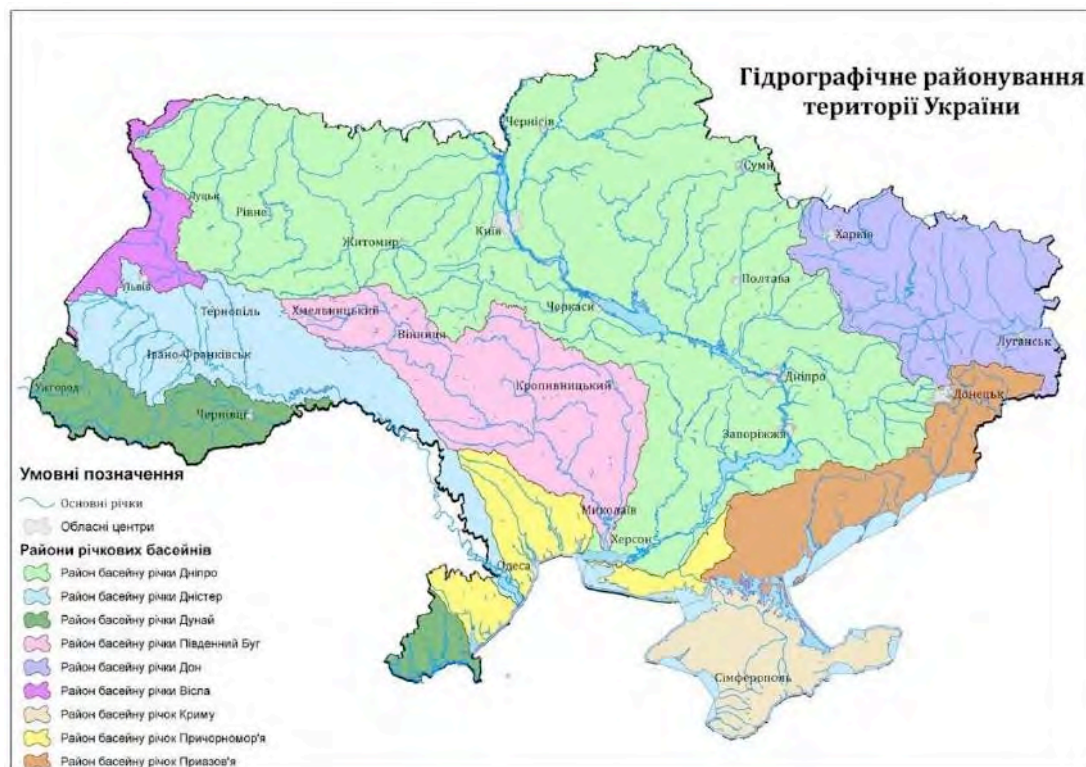 Гідрографічне районування
території України
Чернігів
Суми
Луцьк
Рівне
Київ
Харків
Житомир
Полтава
Львів
Тернопіль
Хмельницький
Черкаси
Вінниця
Луганськ
Івано-Франківськ
Ужгород
Кропивницький
Дніпро
Донецьк
Чернівці
Запоріжжя
Миколаїв
Херсон
Одеса
Сімферополь
Умовні позначення
Основні річки
Обласні центри
Райони річкових басейнів
Район басейну річки Дніпро
Район басейну річки Дністер
Район басейну річки Дунай
Район басейну річки Південний Буг
Район басейну річки Дон
Район басейну річки Вісла
Район басейну річок Криму
Район басейну річок Причорномор'я
Район басейну річок Приазов'я